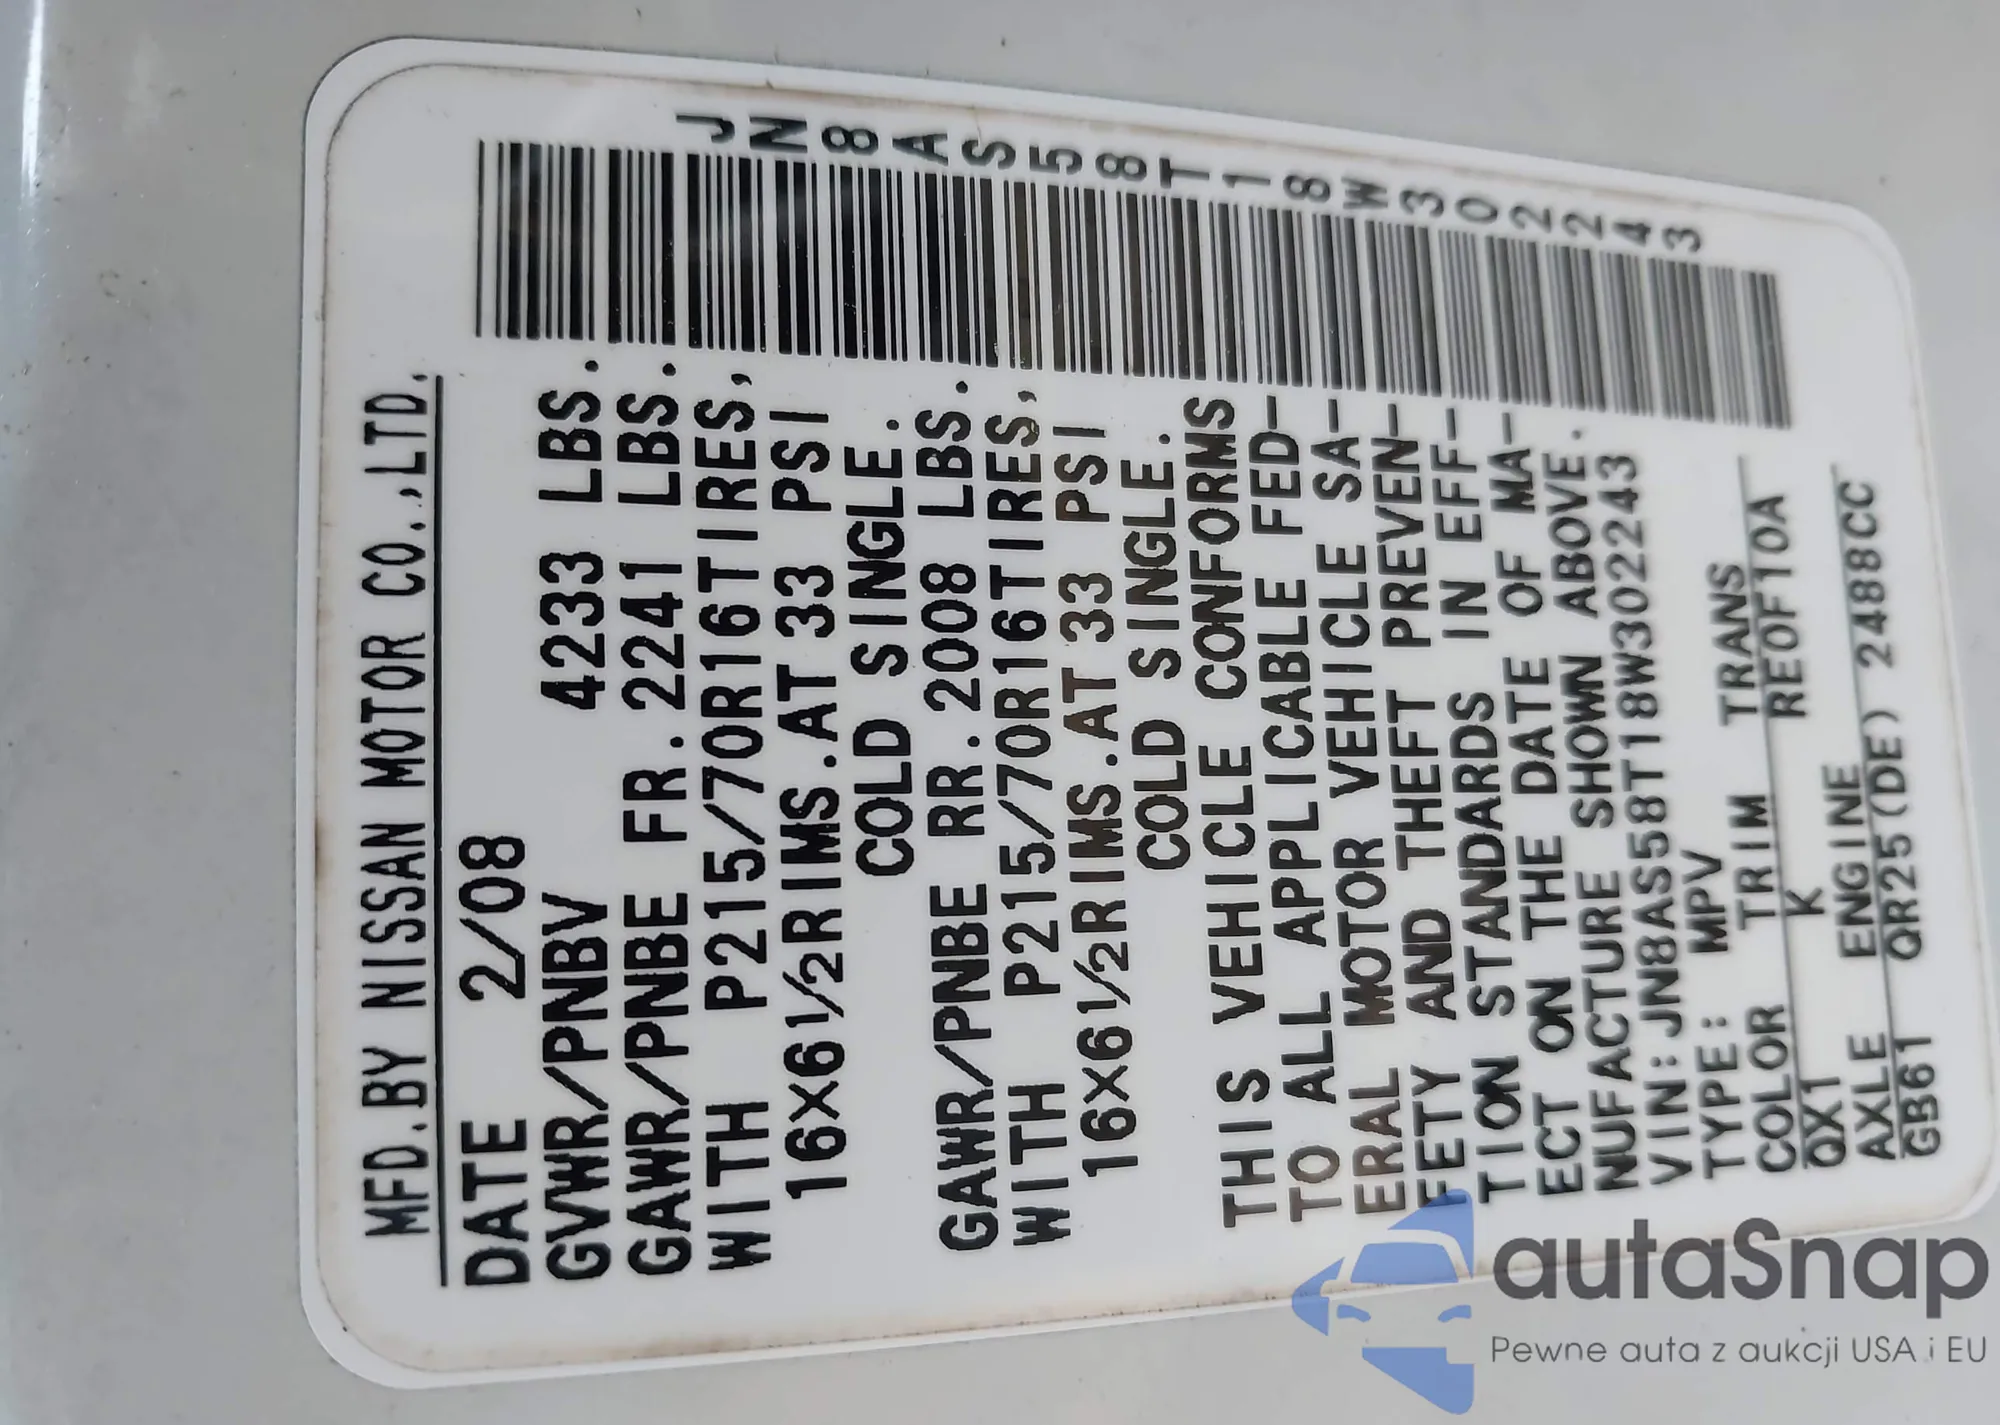 MFD.BY NISSAN MOTOR CO.,LTD.
DATE 2/08
GVWR/PNBV 4233 LBS.
GAWR/PNBE FR.2241 LBS.
WITH P215/70R16TIRES,
16X6½RIMS.AT 33 PSI
COLD SINGLE.
GAWR/PNBE RR.2008 LBS.
WITH P215/70R16TIRES,
16X6½RIMS.AT 33 PSI
COLD SINGLE.
THIS VEHICLE CONFORMS
TO ALL APPLICABLE FED-
ERAL MOTOR VEHICLE SA-
FETY AND THEFT PREVEN-
TION STANDARDS IN EFF-
ECT ON THE DATE OF MA-
NUFACTURE SHOWN ABOVE.
VIN:JN8AS58T18W302243
TYPE: MPV
COLOR TRIM TRANS
QX1 K REOF10A
AXLE ENGINE
GB61 QR25(DE) 2488CC
JN8AS58T18W302243
autaSnap
Pewne auta z aukcji USA i EU